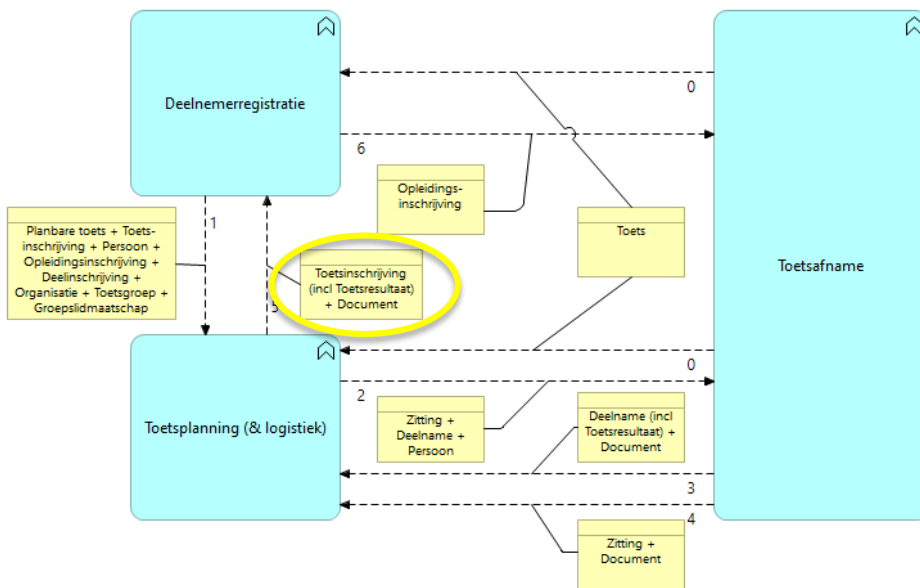 Deelnemerregistratie
0
6
Opleidings-
inschrijving
Toets
Toetsafname
1
Planbare toets + Toets-
inschrijving + Persoon +
Opleidingsinschrijving +
Deelinschrijving +
Organisatie + Toetsgroep +
Groepslidmaatschap
Toetsinschrijving
(incl Toetsresultaat)
+ Document
5
0
2
Toetsplanning (& logistiek)
Zitting +
Deelname +
Persoon
Deelname (incl
Toetsresultaat) +
Document
3
4
Zitting +
Document